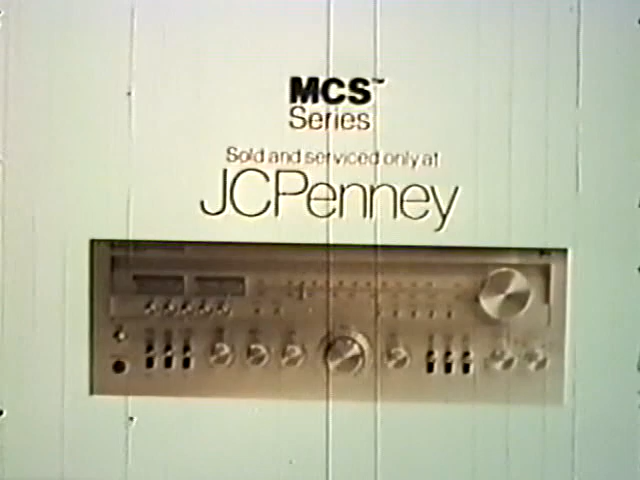 MCS™
Series
Sold and serviced only at
JCPenney